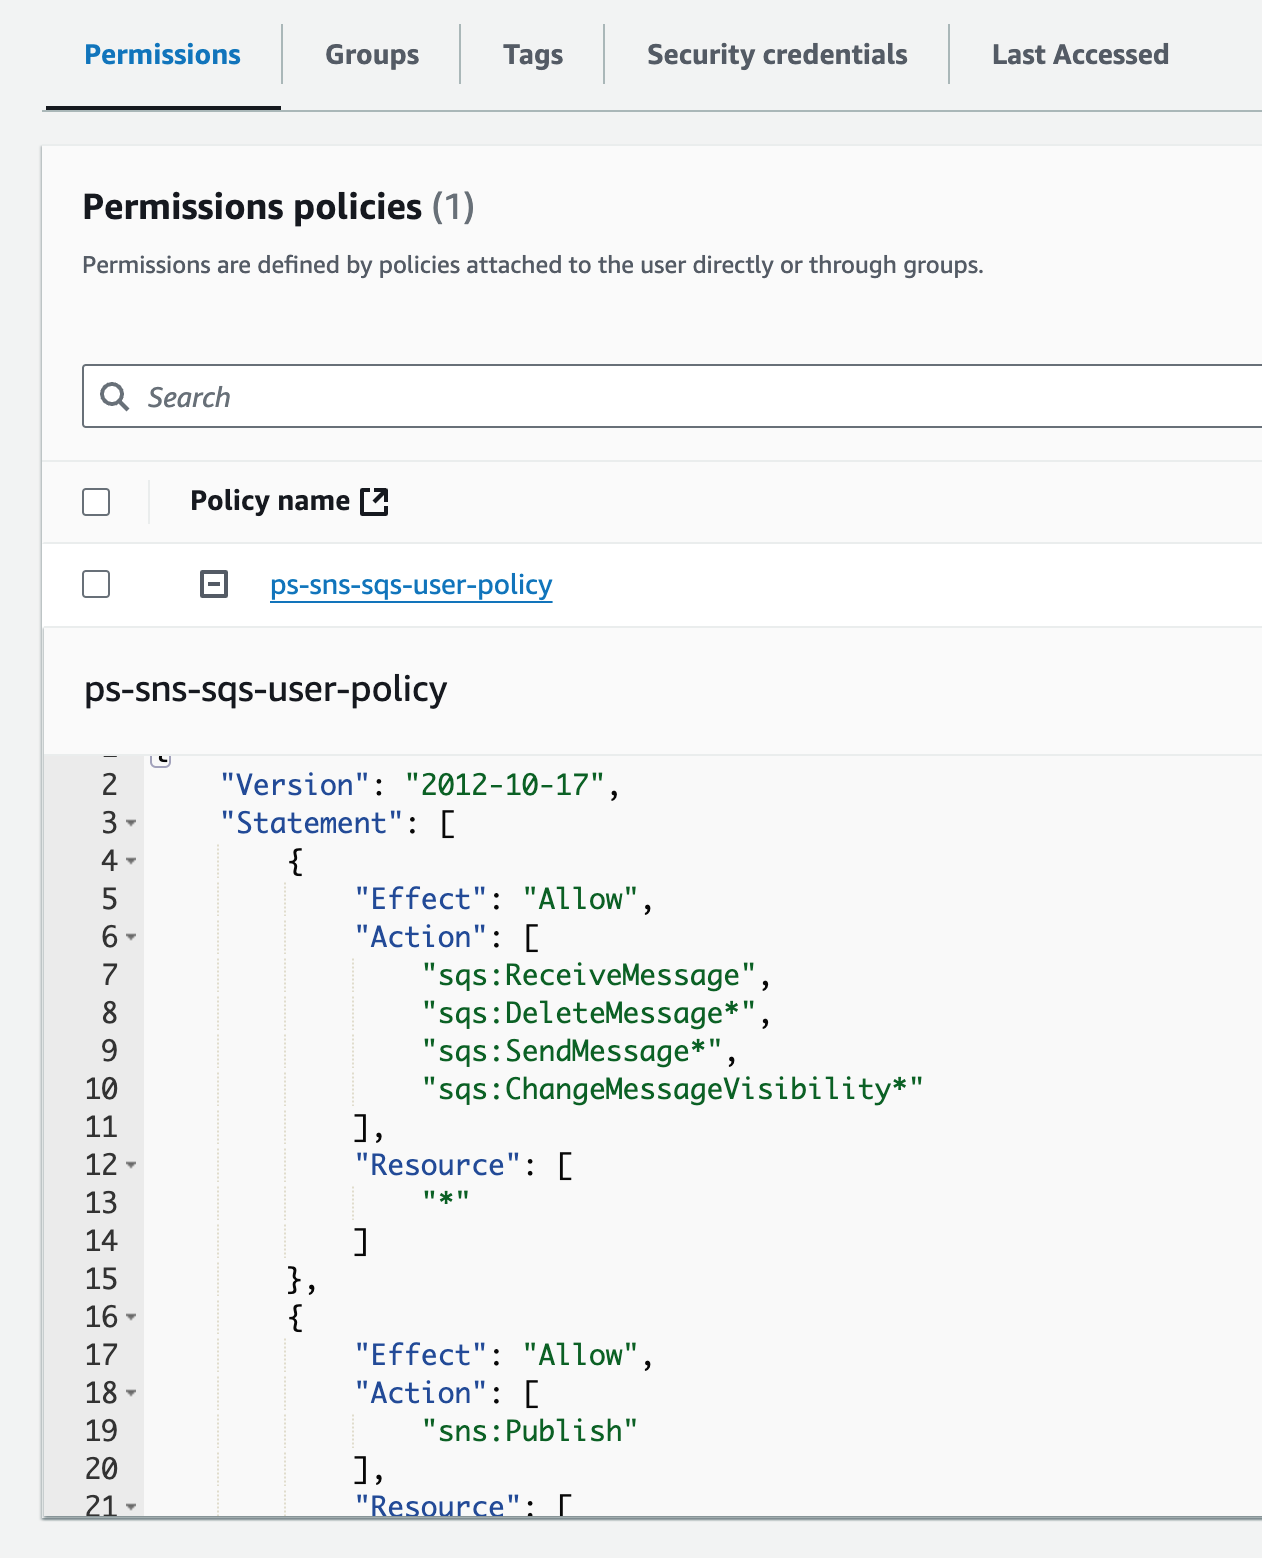 Permissions Groups Tags Security credentials Last Accessed
Permissions policies (1)
Permissions are defined by policies attached to the user directly or through groups.
Search
Policy name
ps-sns-sqs-user-policy
ps-sns-sqs-user-policy
2 "Version": "2012-10-17",
3 "Statement": [
4 {
5 "Effect": "Allow",
6 "Action": [
7 "sqs:ReceiveMessage",
8 "sqs:DeleteMessage*",
9 "sqs:SendMessage*",
10 "sqs:ChangeMessageVisibility*"
11 ],
12 "Resource": [
13 "*"
14 ]
15 },
16 {
17 "Effect": "Allow",
18 "Action": [
19 "sns:Publish"
20 ],
21 "Resource": [